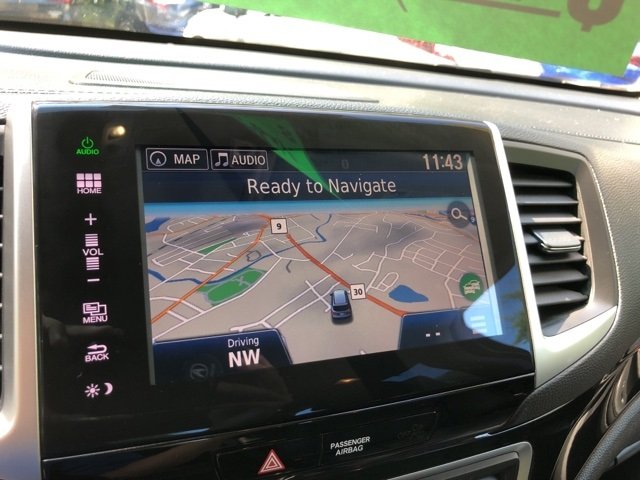 AUDIO
HOME
VOL
MENU
BACK
MAP
AUDIO
11:43
Ready to Navigate
9
30
Driving
NW
PASSENGER
AIRBAG